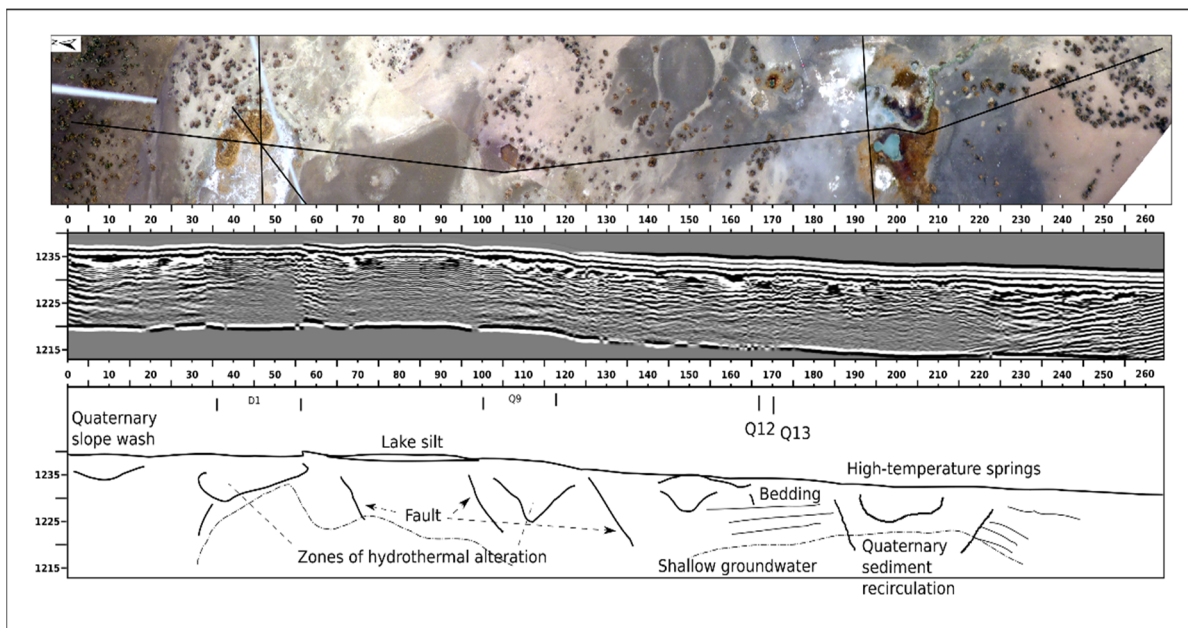 0 10 20 30 40 50 60 70 80 90 100 110 120 130 140 150 160 170 180 190 200 210 220 230 240 250 260
1235
1225
1215
0 10 20 30 40 50 60 70 80 90 100 110 120 130 140 150 160 170 180 190 200 210 220 230 240 250 260
D1 Q9
Q12 Q13
Quaternary
slope wash
Lake silt
High-temperature springs
1235
Bedding
Fault
1225
Zones of hydrothermal alteration
Shallow groundwater
Quaternary
sediment
recirculation
1215